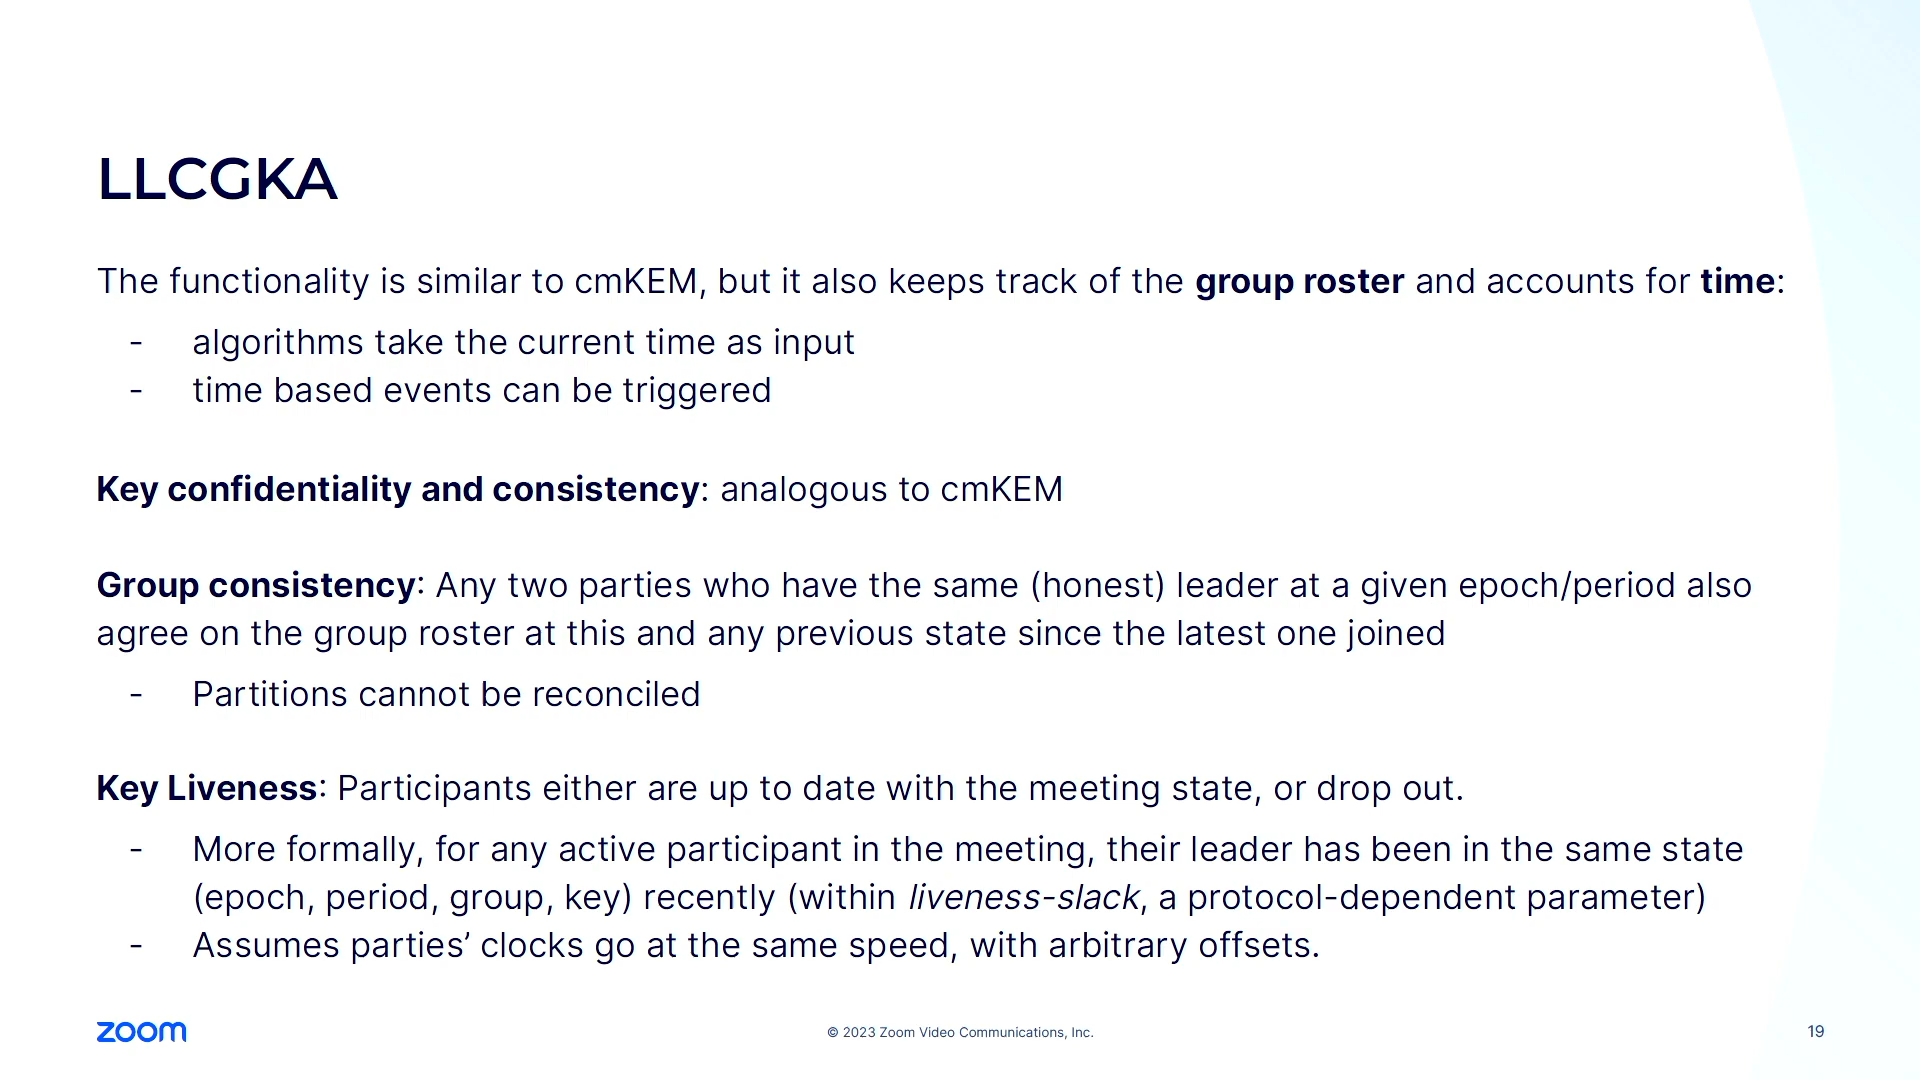 LLCGKA
The functionality is similar to cmKEM, but it also keeps track of the group roster and accounts for time:
- algorithms take the current time as input
- time based events can be triggered
Key confidentiality and consistency: analogous to cmKEM
Group consistency: Any two parties who have the same (honest) leader at a given epoch/period also
agree on the group roster at this and any previous state since the latest one joined
- Partitions cannot be reconciled
Key Liveness: Participants either are up to date with the meeting state, or drop out.
- More formally, for any active participant in the meeting, their leader has been in the same state
(epoch, period, group, key) recently (within liveness-slack, a protocol-dependent parameter)
- Assumes parties’ clocks go at the same speed, with arbitrary offsets.
zoom
© 2023 Zoom Video Communications, Inc.
19